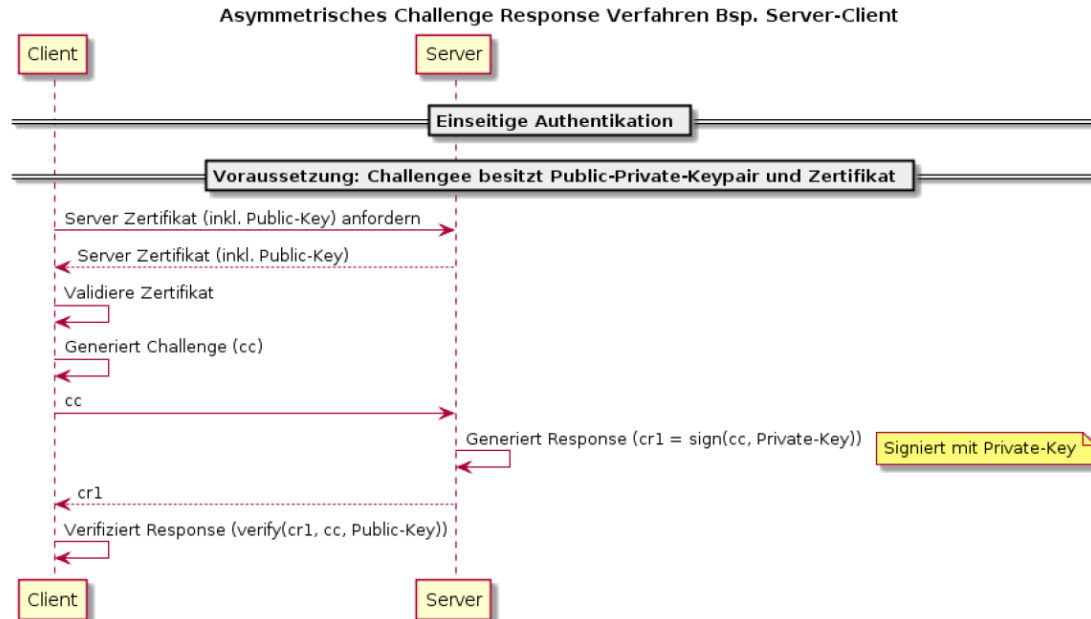 Asymmetrisches Challenge Response Verfahren Bsp. Server-Client
Client
Server
Einseitige Authentikation
Voraussetzung: Challengee besitzt Public-Private-Keypair und Zertifikat
Server Zertifikat (inkl. Public-Key) anfordern
Server Zertifikat (inkl. Public-Key)
Validiere Zertifikat
Generiert Challenge (cc)
cc
Generiert Response (cr1 = sign(cc, Private-Key))
Signiert mit Private-Key
cr1
Verifiziert Response (verify(cr1, cc, Public-Key))
Client
Server